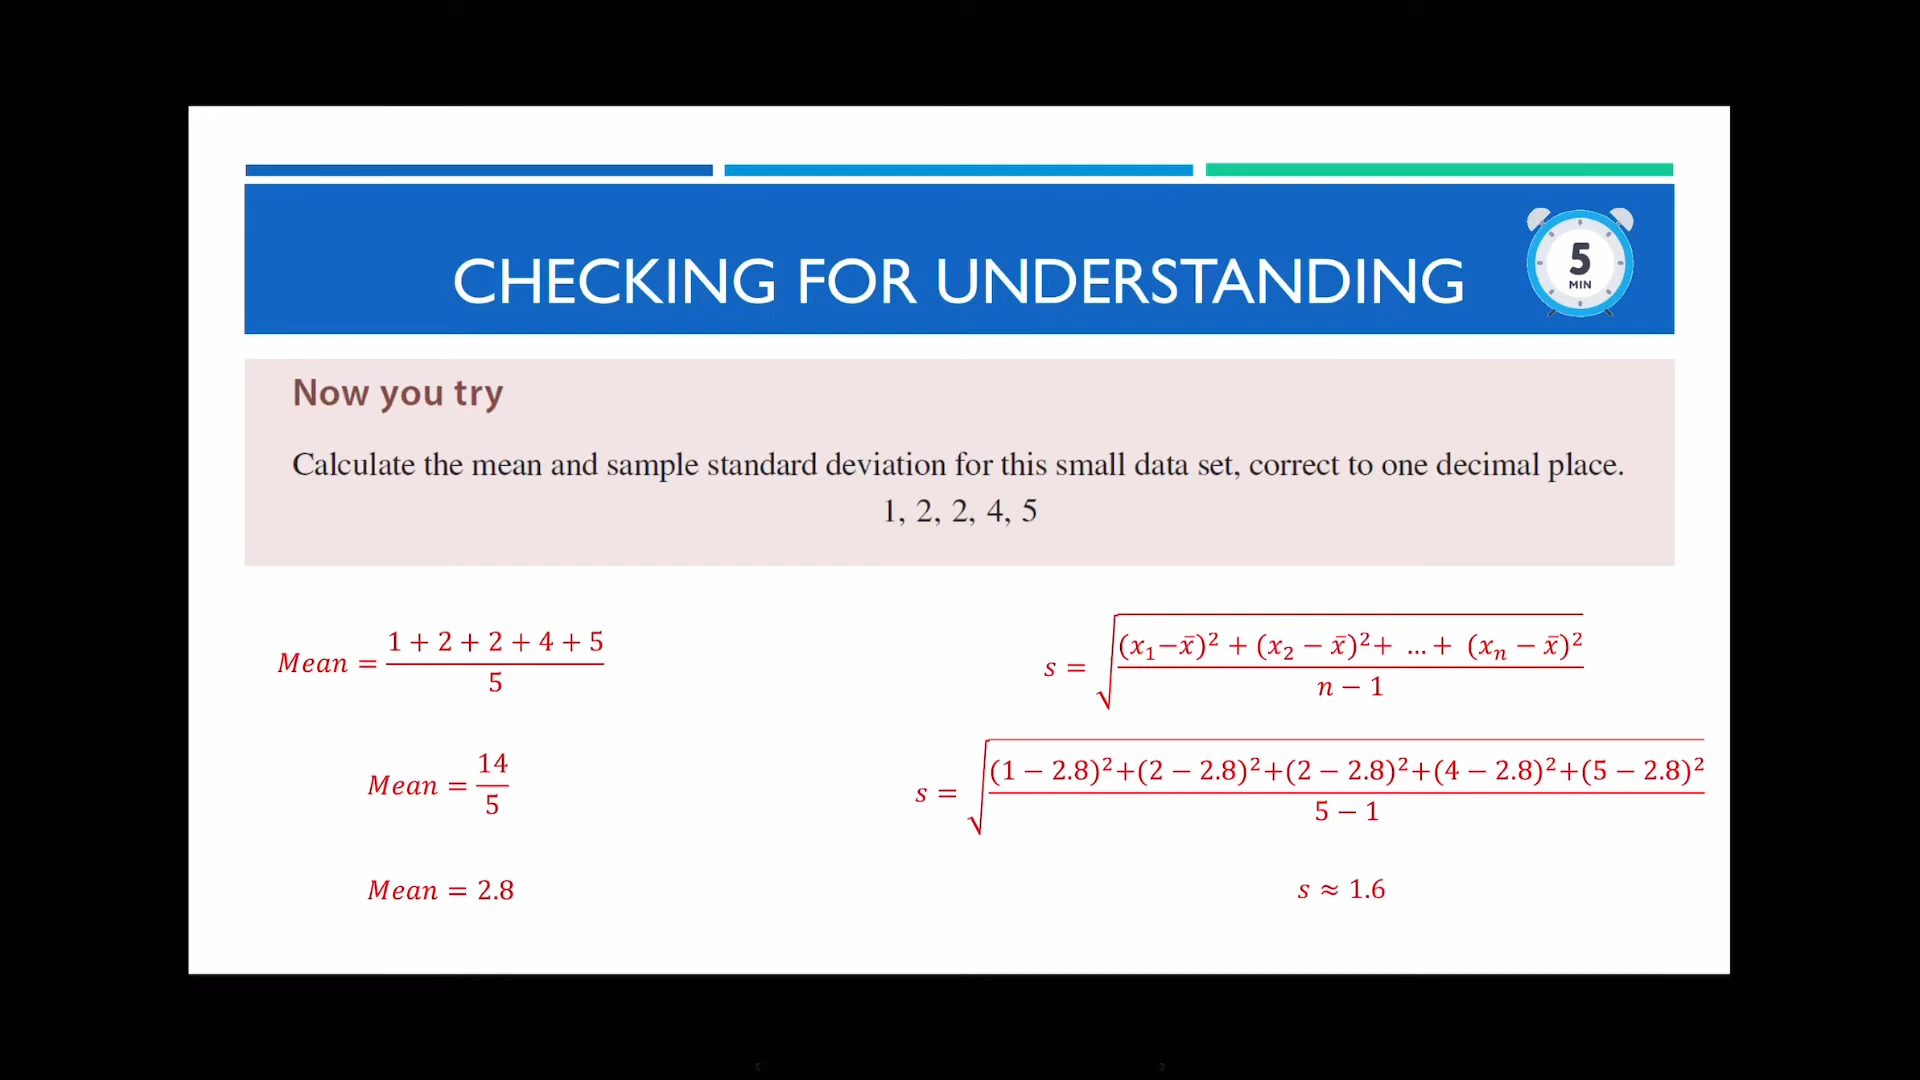 CHECKING FOR UNDERSTANDING
5
MIN
Now you try
Calculate the mean and sample standard deviation for this small data set, correct to one decimal place.
1, 2, 2, 4, 5
Mean = (1 + 2 + 2 + 4 + 5)/5
Mean = 14/5
Mean = 2.8
s = √(((x₁−x̄)² + (x₂ − x̄)²+ …+ (xₙ − x̄)²)/(n − 1))
s = √(((1 − 2.8)²+(2 − 2.8)²+(2 − 2.8)²+(4 − 2.8)²+(5 − 2.8)²)/(5 − 1))
s ≈ 1.6